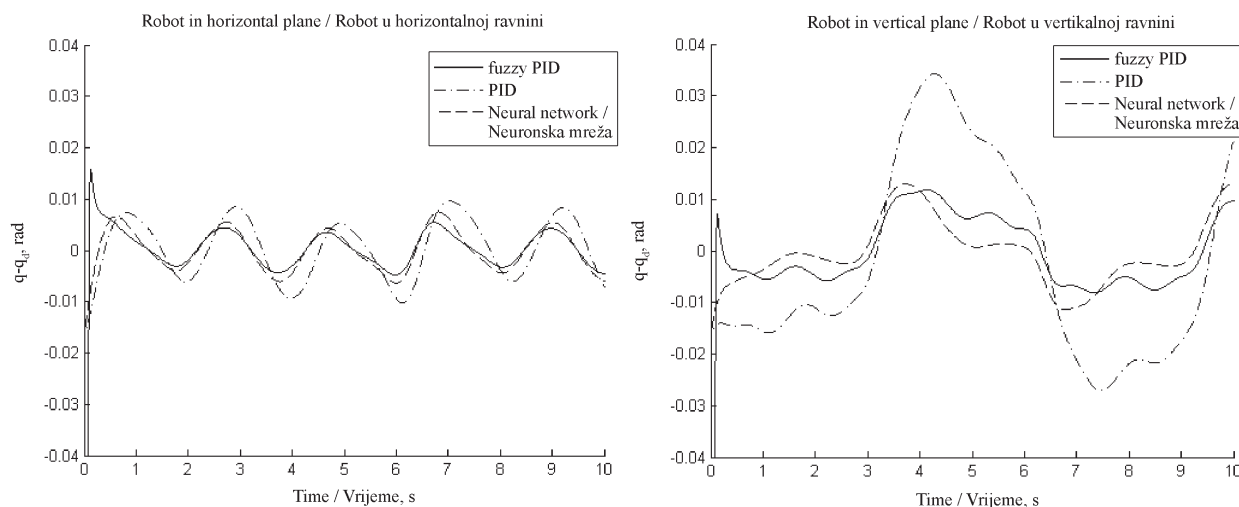 Robot in horizontal plane / Robot u horizontalnoj ravnini
0.04
0.03
0.02
0.01
0
-0.01
-0.02
-0.03
-0.04
q-q_d, rad
fuzzy PID
PID
Neural network /
Neuronska mreža
0 1 2 3 4 5 6 7 8 9 10
Time / Vrijeme, s
Robot in vertical plane / Robot u vertikalnoj ravnini
0.04
0.03
0.02
0.01
0
-0.01
-0.02
-0.03
-0.04
q-q_d, rad
fuzzy PID
PID
Neural network /
Neuronska mreža
0 1 2 3 4 5 6 7 8 9 10
Time / Vrijeme, s